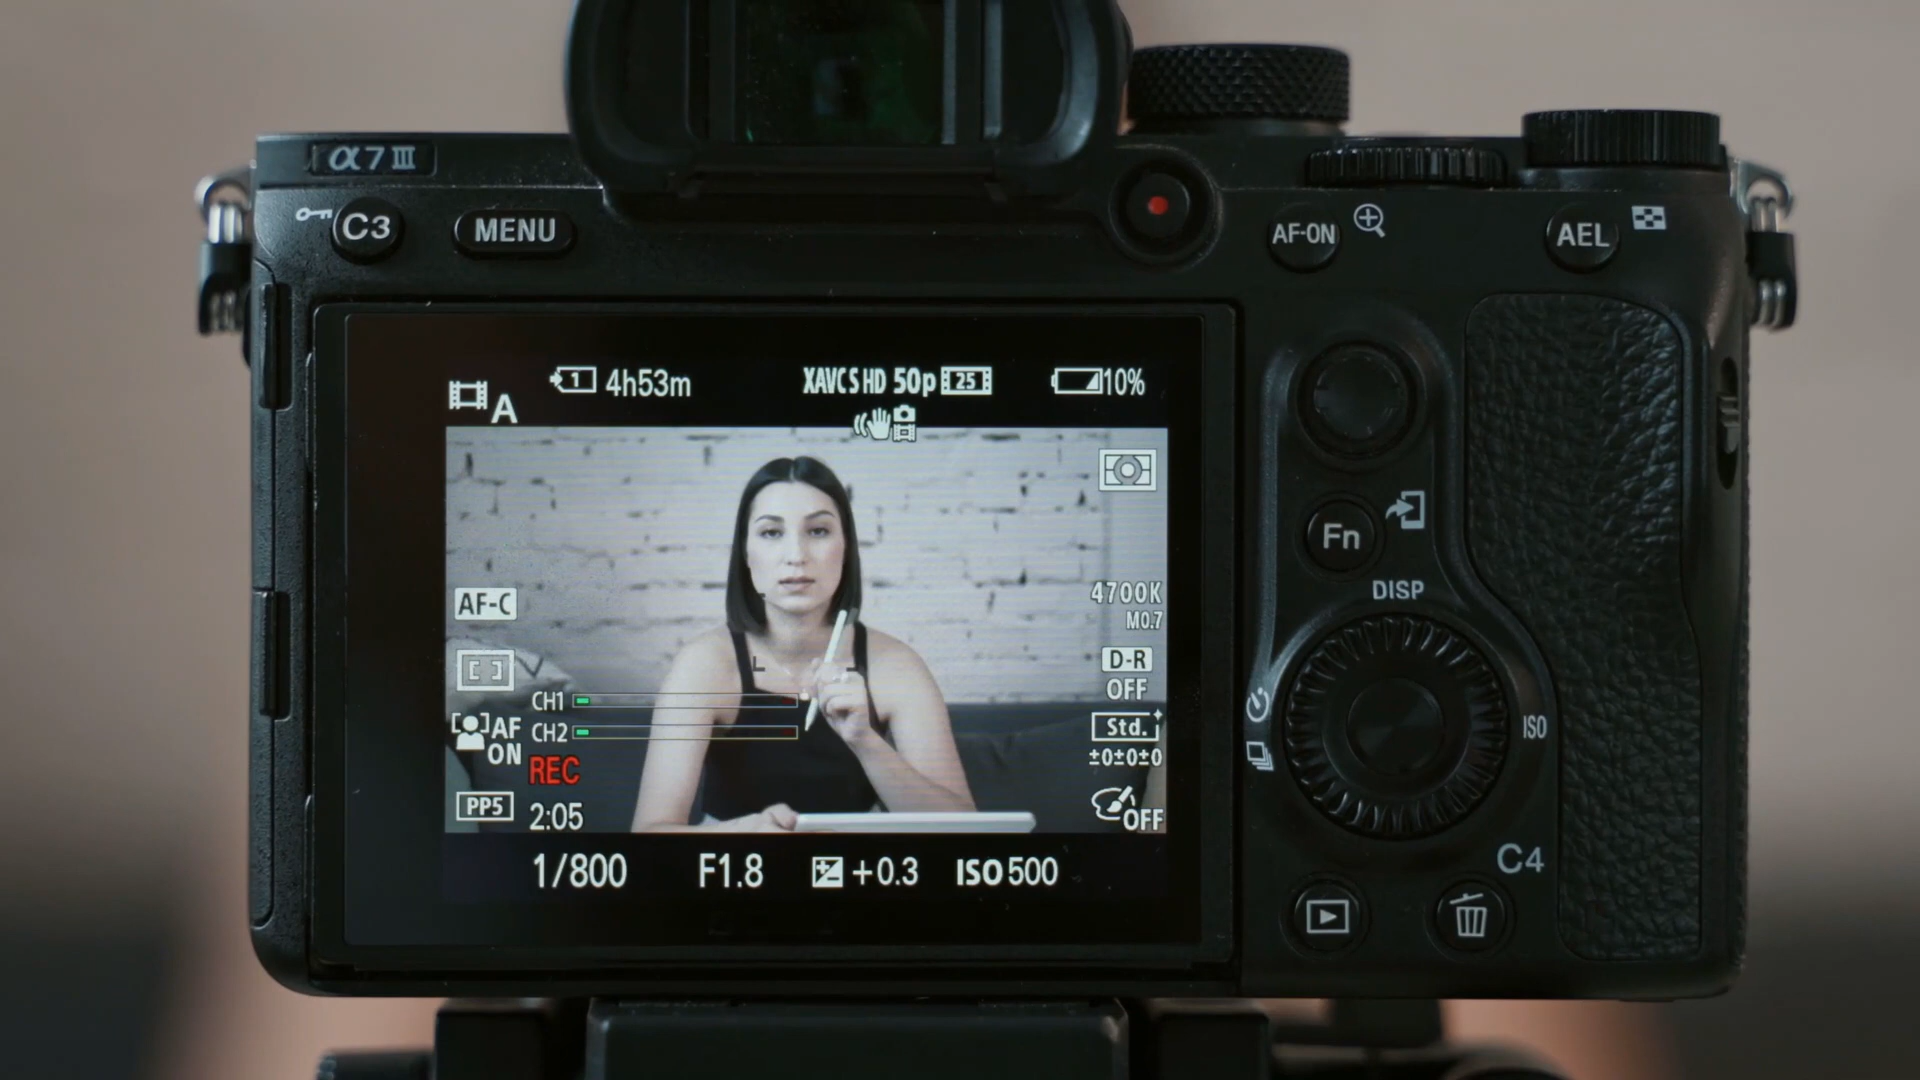 α7III
C3 MENU AF-ON AEL
1 4h53m XAVC S HD 50p 25 10%
A
AF-C
4700K
M0.7
D-R
OFF
CH1
CH2
AF
ON
Std.
±0±0±0
REC
PP5 2:05
OFF
1/800 F1.8 +0.3 ISO500
Fn
DISP
ISO
C4